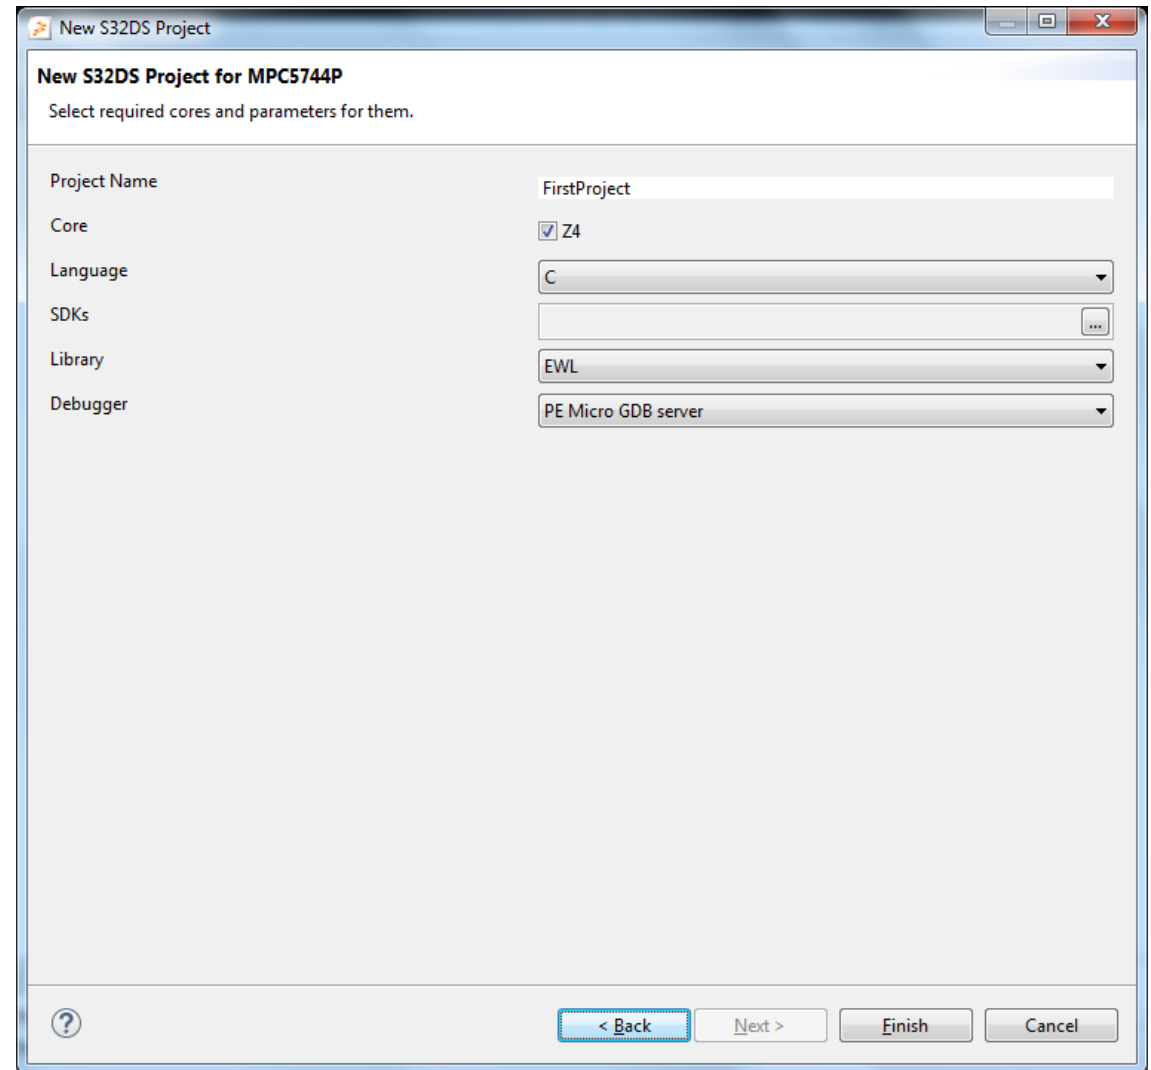 New S32DS Project
New S32DS Project for MPC5744P
Select required cores and parameters for them.
Project Name
FirstProject
Core
Z4
Language
C
SDKs
...
Library
EWL
Debugger
PE Micro GDB server
?
< Back
Next >
Finish
Cancel